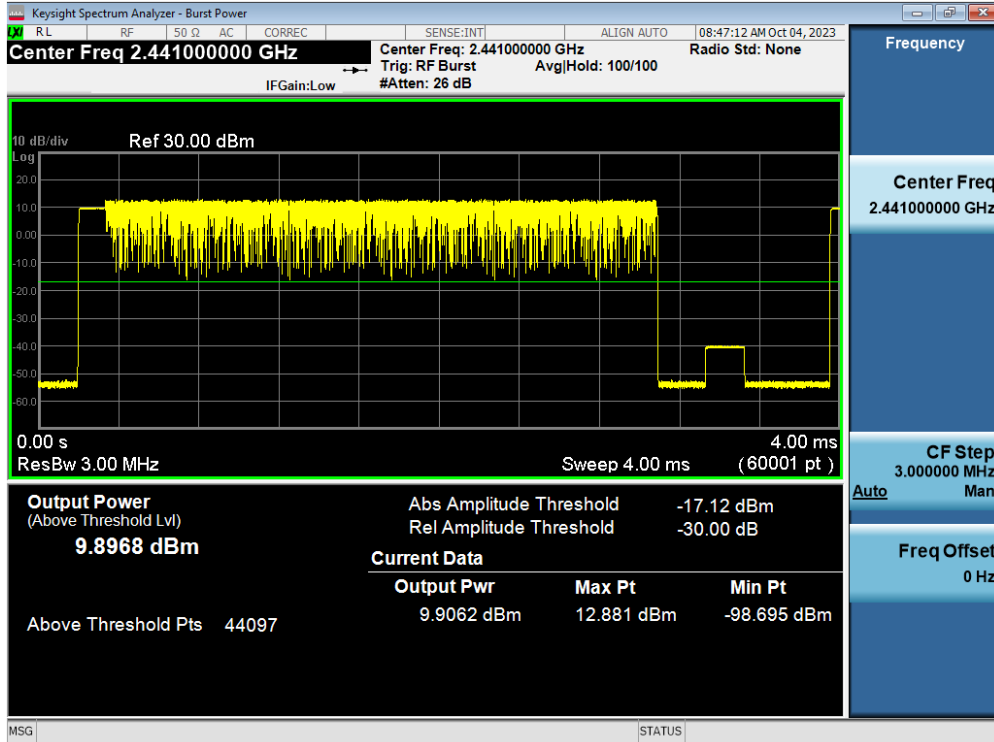 Keysight Spectrum Analyzer - Burst Power
LXI RL RF 50 Ω AC CORREC SENSE:INT ALIGN AUTO 08:47:12 AM Oct 04, 2023
Center Freq 2.441000000 GHz
Center Freq: 2.441000000 GHz Radio Std: None
Trig: RF Burst Avg|Hold: 100/100
IFGain:Low #Atten: 26 dB
Frequency
10 dB/div Ref 30.00 dBm
Log
20.0
10.0
0.00
-10.0
-20.0
-30.0
-40.0
-50.0
-60.0
0.00 s 4.00 ms
ResBw 3.00 MHz Sweep 4.00 ms (60001 pt)
Center Freq
2.441000000 GHz
CF Step
3.000000 MHz
Auto Man
Freq Offset
0 Hz
Output Power
(Above Threshold Lvl)
9.8968 dBm
Above Threshold Pts 44097
Abs Amplitude Threshold -17.12 dBm
Rel Amplitude Threshold -30.00 dB
Current Data
Output Pwr Max Pt Min Pt
9.9062 dBm 12.881 dBm -98.695 dBm
MSG STATUS